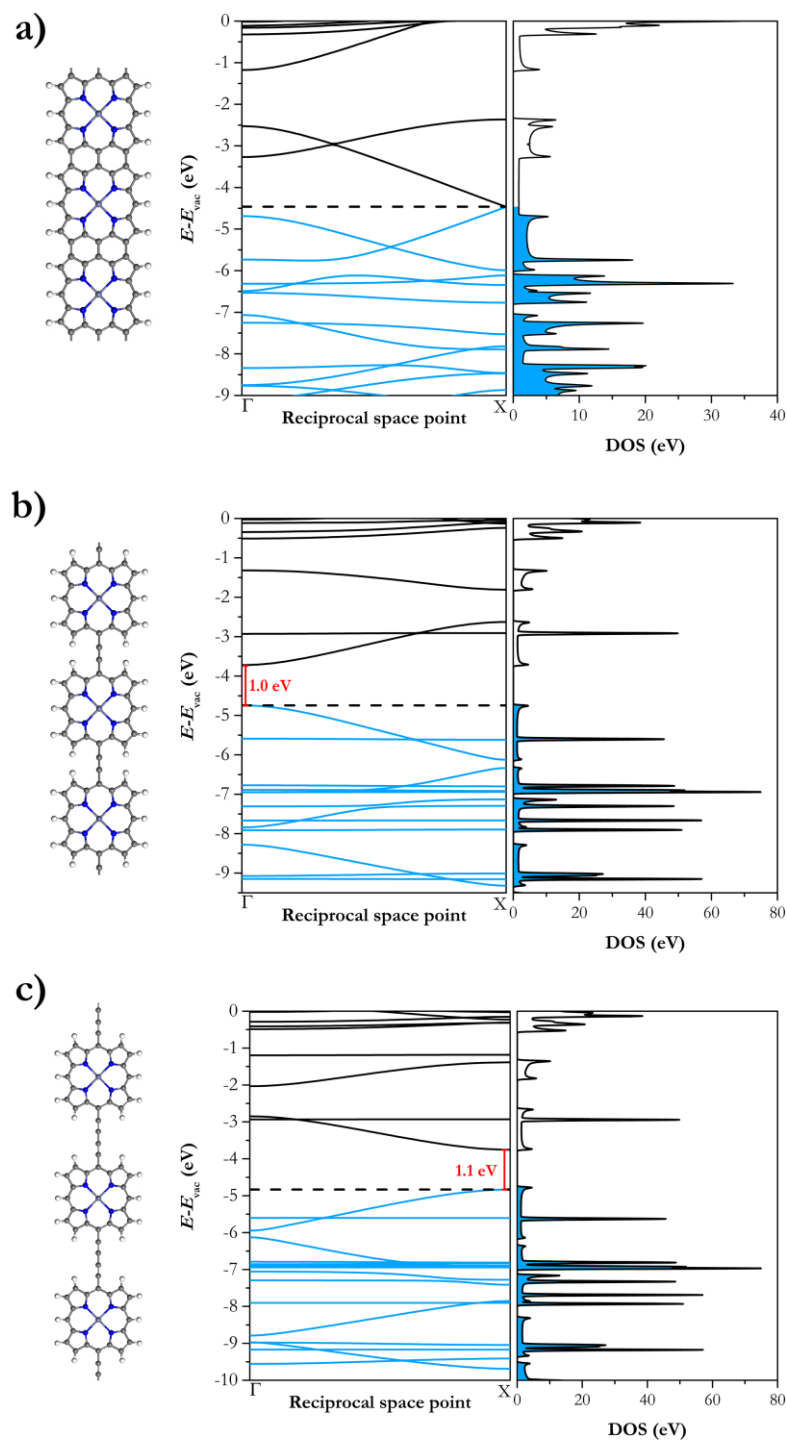 a)
0
-1
-2
-3
-4
-5
-6
-7
-8
-9
E-Evac (eV)
Γ
X
Reciprocal space point
0 10 20 30 40
DOS (eV)
b)
0
-1
-2
-3
-4
-5
-6
-7
-8
-9
E-Evac (eV)
1.0 eV
Γ
X
Reciprocal space point
0 20 40 60 80
DOS (eV)
c)
0
-1
-2
-3
-4
-5
-6
-7
-8
-9
-10
E-Evac (eV)
1.1 eV
Γ
X
Reciprocal space point
0 20 40 60 80
DOS (eV)